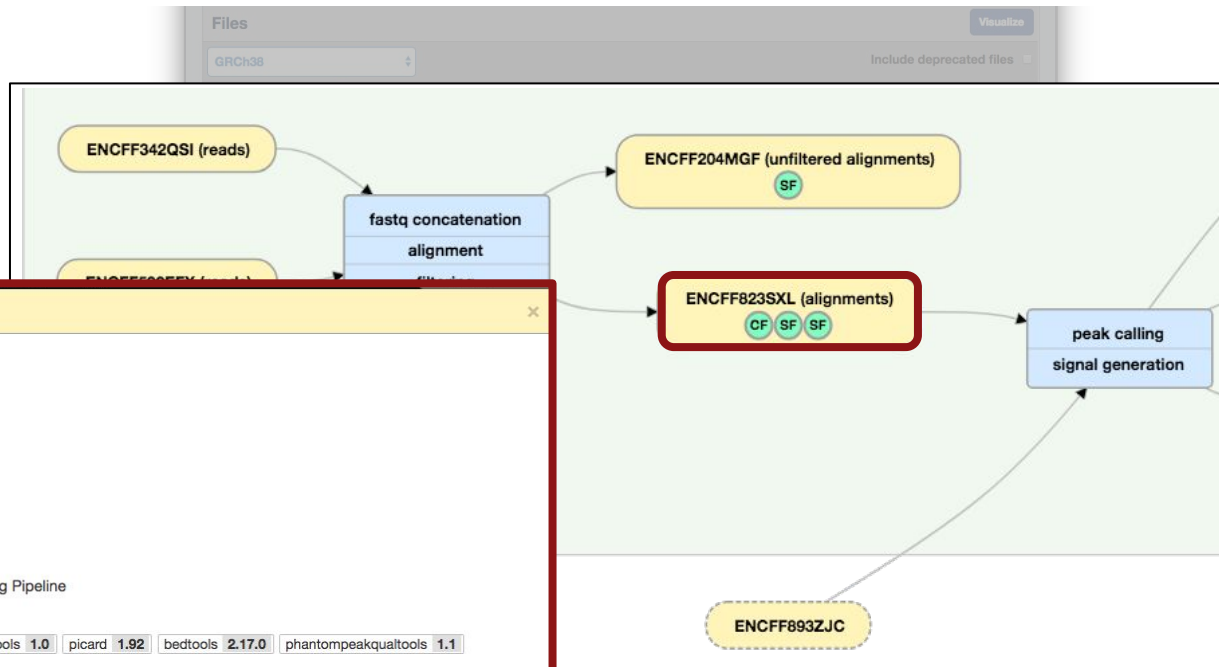 Files
Visualize
GRCh38
Include deprecated files
ENCFF342QSI (reads)
ENCFF204MGF (unfiltered alignments)
SF
fastq concatenation
alignment
ENCFF823SXL (alignments)
CF SF SF
peak calling
signal generation
g Pipeline
ools 1.0 picard 1.92 bedtools 2.17.0 phantompeakqualtools 1.1
ENCFF893ZJC